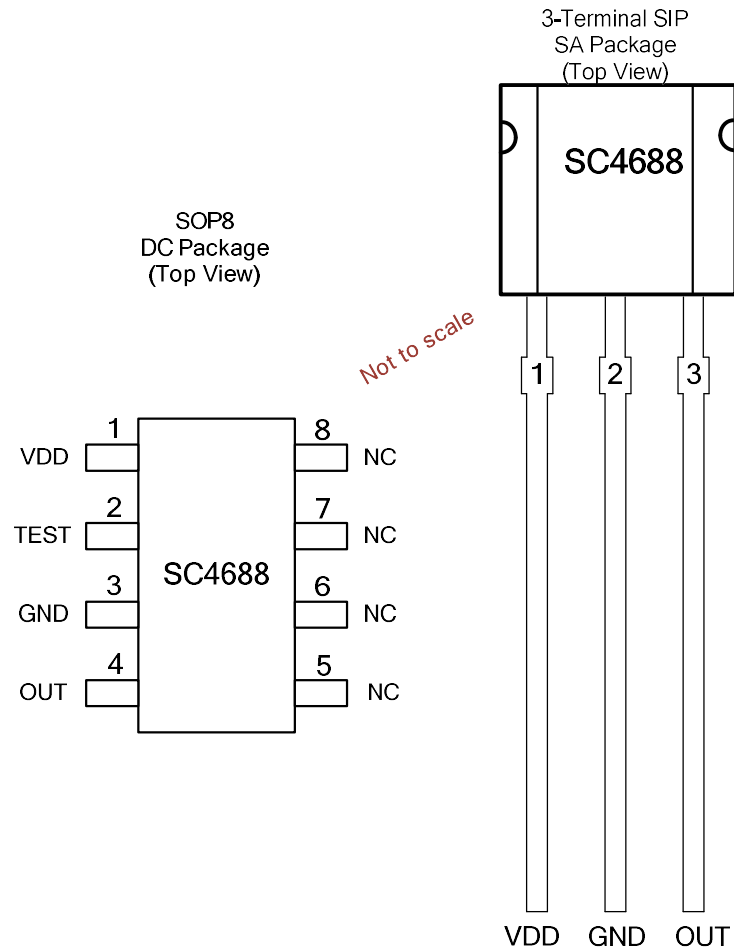 3-Terminal SIP
SA Package
(Top View)
SC4688
SOP8
DC Package
(Top View)
Not to scale
1
2
3
1
8
VDD
NC
2
7
TEST
NC
SC4688
3
6
GND
NC
4
5
OUT
NC
VDD
GND
OUT